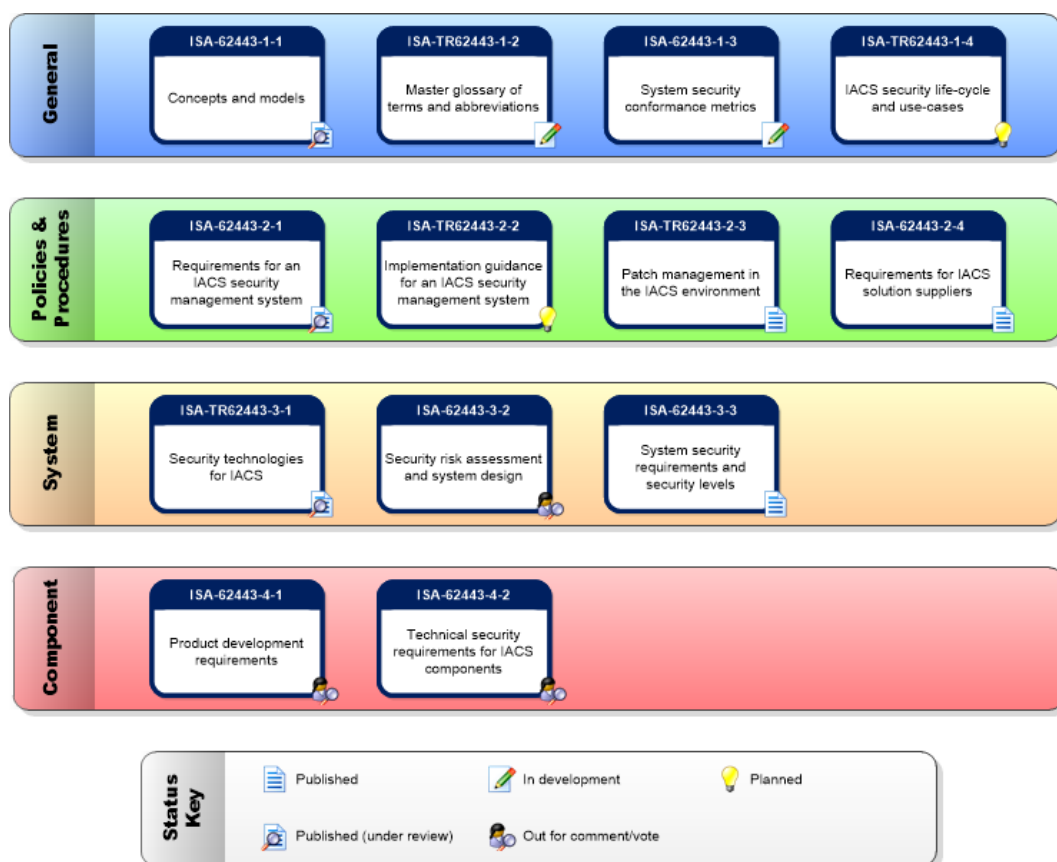 General
ISA-62443-1-1
Concepts and models
ISA-TR62443-1-2
Master glossary of
terms and abbreviations
ISA-62443-1-3
System security
conformance metrics
ISA-TR62443-1-4
IACS security life-cycle
and use-cases
Policies &
Procedures
ISA-62443-2-1
Requirements for an
IACS security
management system
ISA-TR62443-2-2
Implementation guidance
for an IACS security
management system
ISA-TR62443-2-3
Patch management in
the IACS environment
ISA-62443-2-4
Requirements for IACS
solution suppliers
System
ISA-TR62443-3-1
Security technologies
for IACS
ISA-62443-3-2
Security risk assessment
and system design
ISA-62443-3-3
System security
requirements and
security levels
Component
ISA-62443-4-1
Product development
requirements
ISA-62443-4-2
Technical security
requirements for IACS
components
Status
Key
Published
In development
Planned
Published (under review)
Out for comment/vote